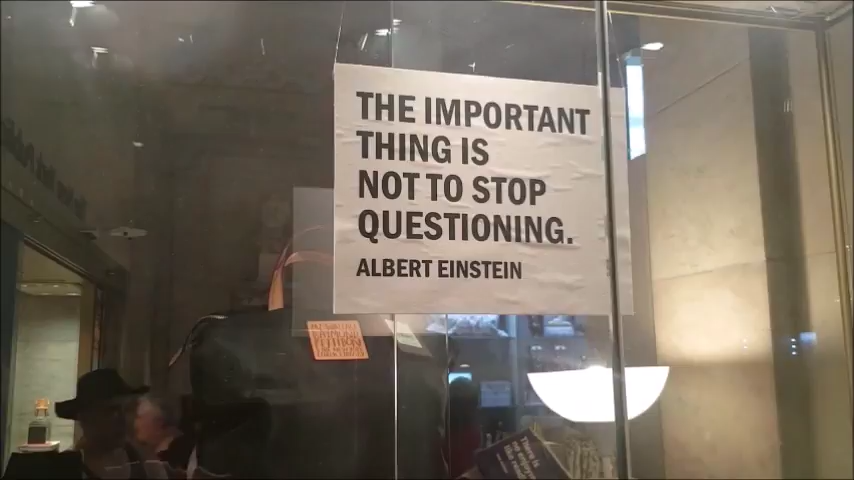 THE IMPORTANT
THING IS
NOT TO STOP
QUESTIONING.
ALBERT EINSTEIN